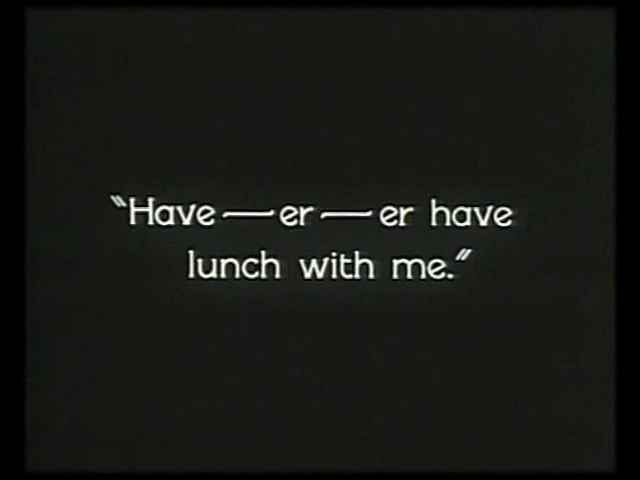 “Have — er — er have
lunch with me.”